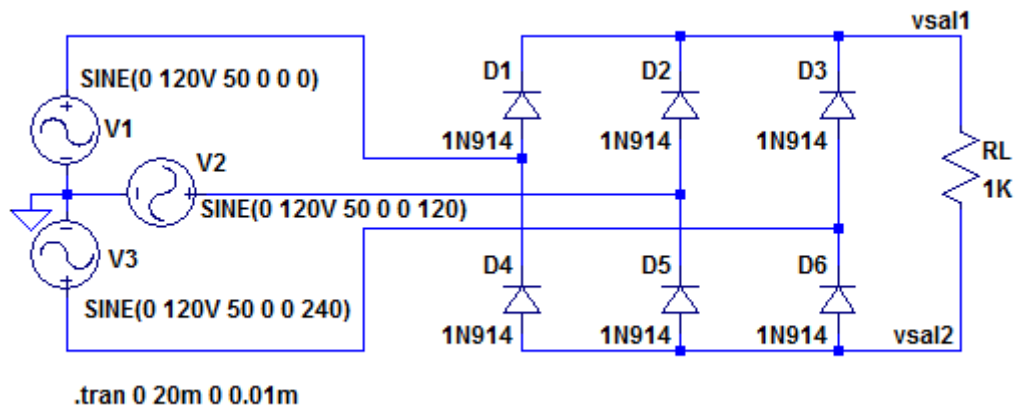 vsal1
SINE(0 120V 50 0 0 0)
D1
D2
D3
V1
1N914
1N914
1N914
V2
RL
1K
SINE(0 120V 50 0 0 120)
V3
D4
D5
D6
SINE(0 120V 50 0 0 240)
1N914
1N914
1N914
vsal2
.tran 0 20m 0 0.01m